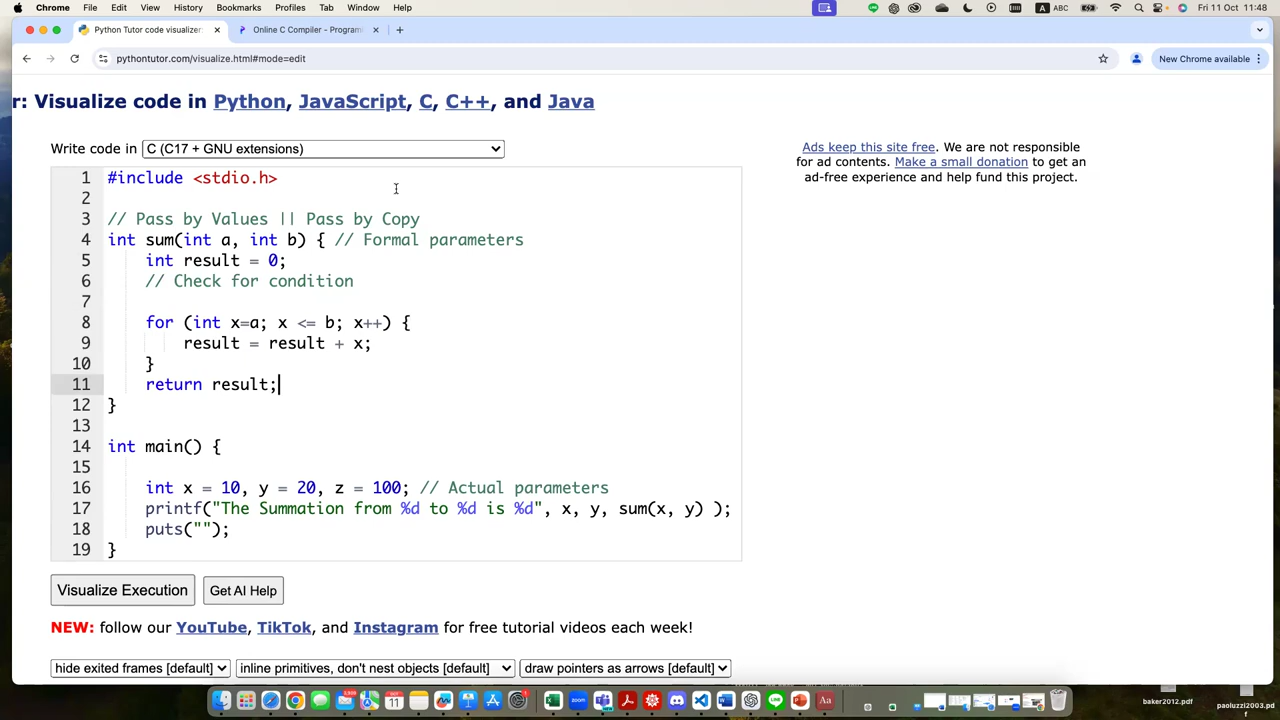 Chrome File Edit View History Bookmarks Profiles Tab Window Help
A ABC
Fri 11 Oct 11:48
Python Tutor code visualizer:
Online C Compiler - Program
pythontutor.com/visualize.html#mode=edit
New Chrome available
r: Visualize code in Python, JavaScript, C, C++, and Java
Write code in C (C17 + GNU extensions)
Ads keep this site free. We are not responsible
for ad contents. Make a small donation to get an
ad-free experience and help fund this project.
1 #include <stdio.h>
2
3 // Pass by Values || Pass by Copy
4 int sum(int a, int b) { // Formal parameters
5 int result = 0;
6 // Check for condition
7
8 for (int x=a; x <= b; x++) {
9 result = result + x;
10 }
11 return result;
12 }
13
14 int main() {
15
16 int x = 10, y = 20, z = 100; // Actual parameters
17 printf("The Summation from %d to %d is %d", x, y, sum(x, y) );
18 puts("");
19 }
Visualize Execution Get AI Help
NEW: follow our YouTube, TikTok, and Instagram for free tutorial videos each week!
hide exited frames [default] inline primitives, don't nest objects [default] draw pointers as arrows [default]
baker2012.pdf
paoluzzi2003.pd
f